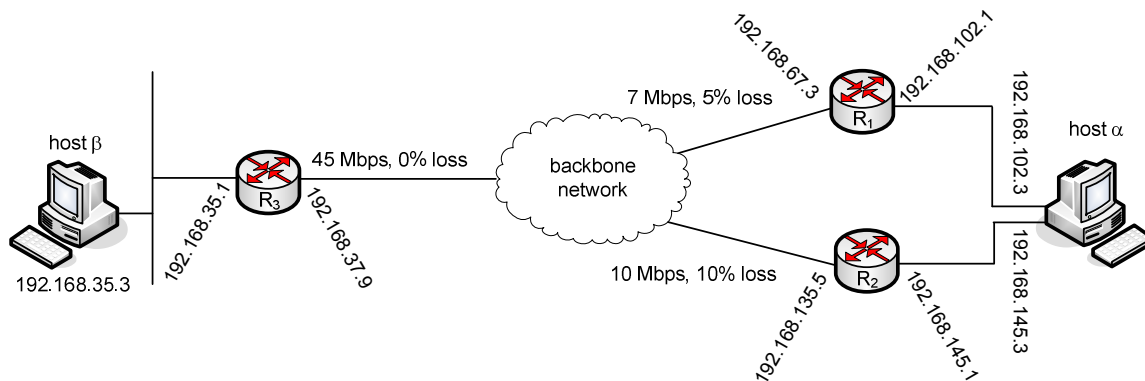 host β
192.168.35.3
192.168.35.1
R3
192.168.37.9
45 Mbps, 0% loss
backbone
network
7 Mbps, 5% loss
10 Mbps, 10% loss
192.168.67.3
R1
192.168.102.1
192.168.135.5
R2
192.168.145.1
192.168.102.3
host α
192.168.145.3